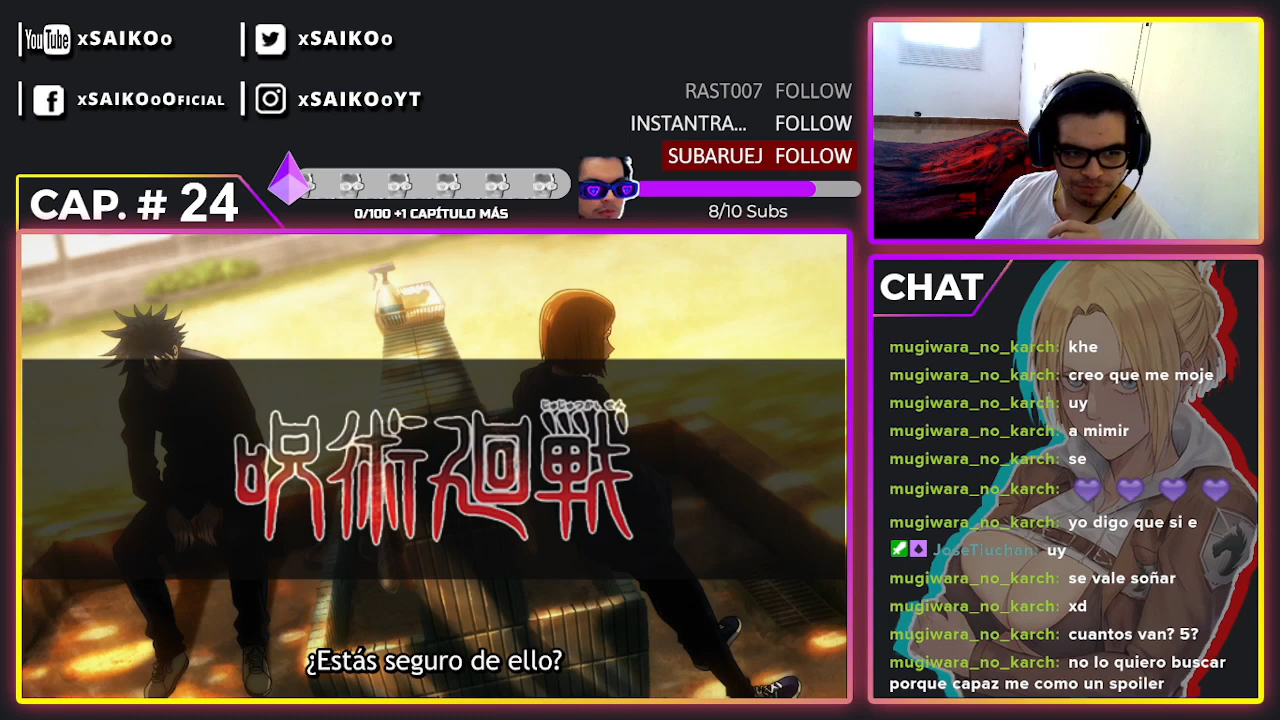 YouTube xSAIKOo
xSAIKOo
xSAIKOoOficial
xSAIKOoYT
RAST007 FOLLOW
INSTANTRA... FOLLOW
SUBARUEJ FOLLOW
CAP. # 24
0/100 +1 CAPÍTULO MÁS
8/10 Subs
呪術廻戦
¿Estás seguro de ello?
CHAT
mugiwara_no_karch: khe
mugiwara_no_karch: creo que me moje
mugiwara_no_karch: uy
mugiwara_no_karch: a mimir
mugiwara_no_karch: se
mugiwara_no_karch: 💜 💜 💜 💜
mugiwara_no_karch: yo digo que si e
JoseTiuchan: uy
mugiwara_no_karch: se vale soñar
mugiwara_no_karch: xd
mugiwara_no_karch: cuantos van? 5?
mugiwara_no_karch: no lo quiero buscar
porque capaz me como un spoiler